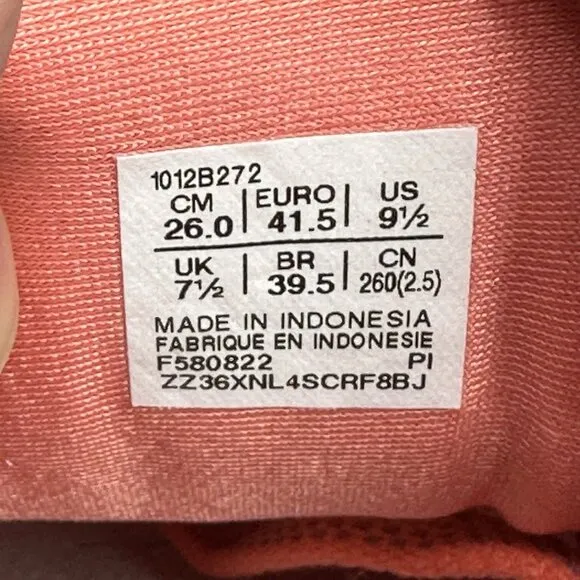 1012B272
CM EURO US
26.0 41.5 9½
UK BR CN
7½ 39.5 260(2.5)
MADE IN INDONESIA
FABRIQUE EN INDONESIE
F580822 PI
ZZ36XNL4SCRF8BJ